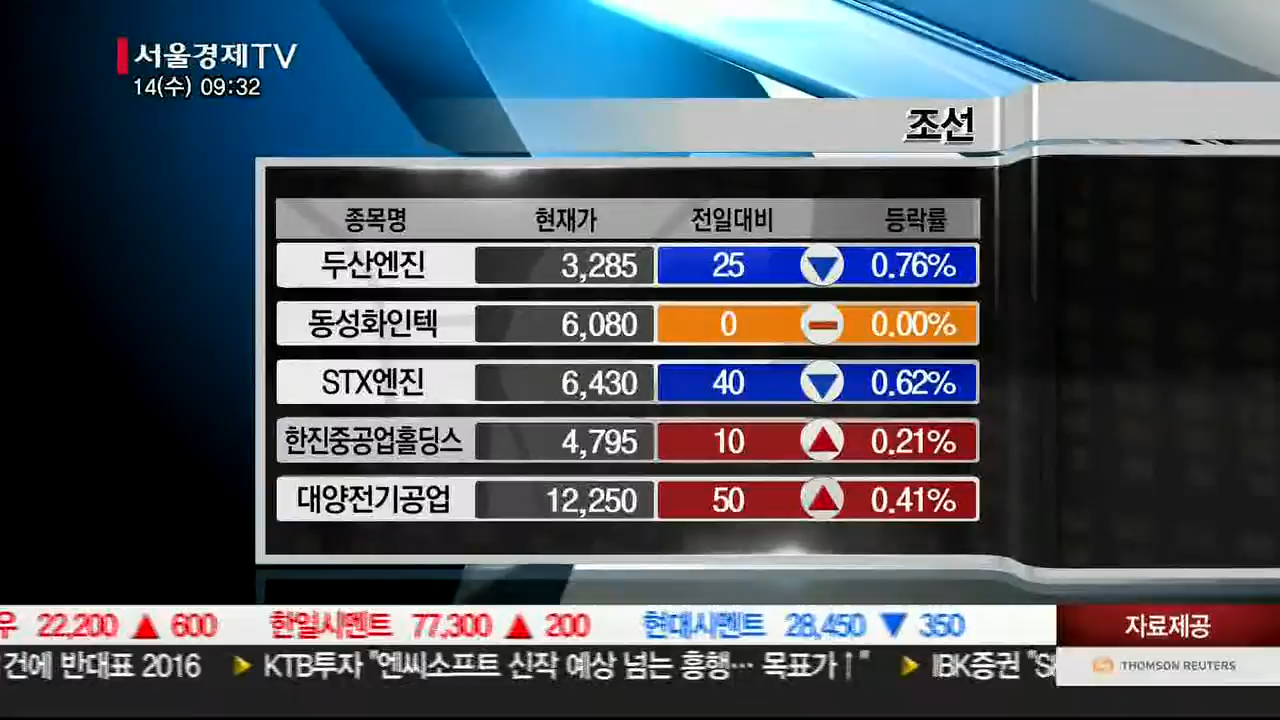 서울경제TV
14(수) 09:32
조선
종목명 현재가 전일대비 등락률
두산엔진 3,285 25 ▼ 0.76%
동성화인텍 6,080 0 - 0.00%
STX엔진 6,430 40 ▼ 0.62%
한진중공업홀딩스 4,795 10 ▲ 0.21%
대양전기공업 12,250 50 ▲ 0.41%
우 22,200 ▲ 600 한일시멘트 77,300 ▲ 200 현대시멘트 28,450 ▼ 350
자료제공
건에 반대표 2016 ▶ KTB투자 "엔씨소프트 신작 예상 넘는 흥행… 목표가↑" ▶ IBK증권
THOMSON REUTERS